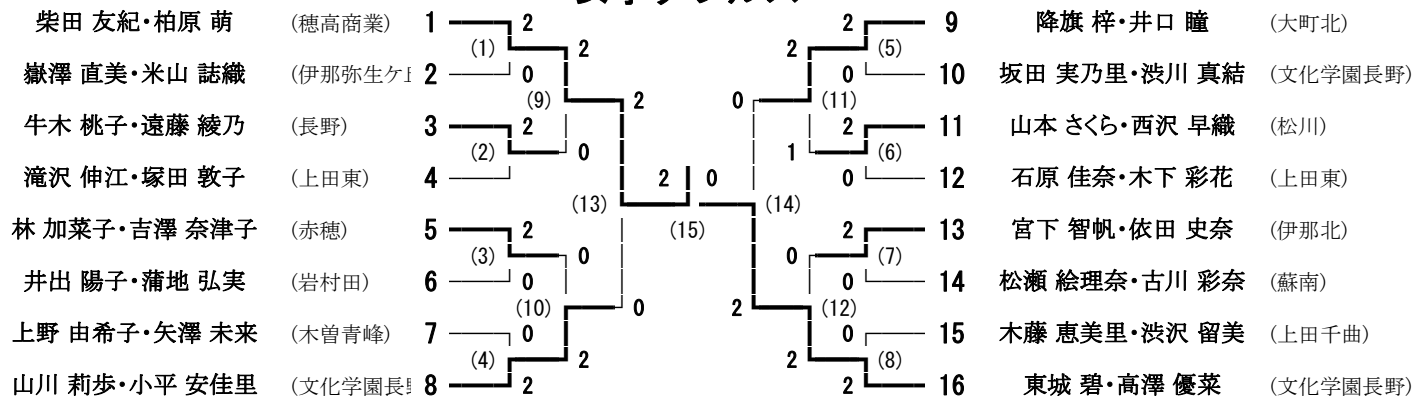 柴田 友紀・柏原 萌 (穂高商業) 1 2
(1)
嶽澤 直美・米山 誌織 (伊那弥生ケ 2 0
2
(9)
牛木 桃子・遠藤 綾乃 (長野) 3 2
(2) 0
滝沢 伸江・塚田 敦子 (上田東) 4
2
(13)
林 加菜子・吉澤 奈津子 (赤穂) 5 2
(3) 0
井出 陽子・蒲地 弘実 (岩村田) 6 0
(10) 0
上野 由希子・矢澤 未来 (木曽青峰) 7 0
(4) 2
山川 莉歩・小平 安佳里 (文化学園長 8 2
2 0
(15)
2 9 降旗 梓・井口 瞳 (大町北)
2 (5)
0 10 坂田 実乃里・渋川 真結 (文化学園長野)
0 (11)
2 11 山本 さくら・西沢 早織 (松川)
1 (6)
0 12 石原 佳奈・木下 彩花 (上田東)
(14)
2 13 宮下 智帆・依田 史奈 (伊那北)
0 (7)
0 14 松瀬 絵理奈・古川 彩奈 (蘇南)
2 (12)
0 15 木藤 恵美里・渋沢 留美 (上田千曲)
2 (8)
2 16 東城 碧・高澤 優菜 (文化学園長野)